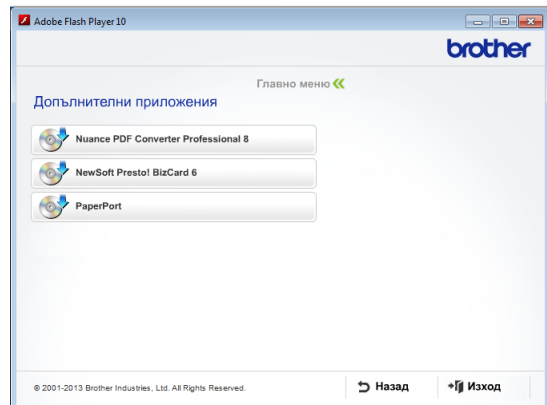 Adobe Flash Player 10
brother
Главно меню
Допълнителни приложения
Nuance PDF Converter Professional 8
NewSoft Presto! BizCard 6
PaperPort
© 2001-2013 Brother Industries, Ltd. All Rights Reserved.
Назад
Изход